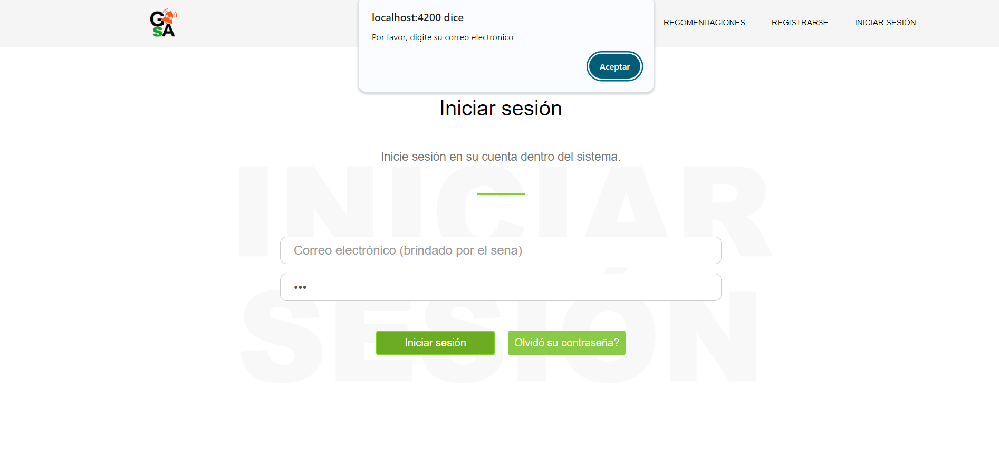 G
SA
localhost:4200 dice
Por favor, digite su correo electrónico
Aceptar
RECOMENDACIONES
REGISTRARSE
INICIAR SESIÓN
Iniciar sesión
Inicie sesión en su cuenta dentro del sistema.
INICIAR
SESIÓN
Correo electrónico (brindado por el sena)
•••
Iniciar sesión
Olvidó su contraseña?